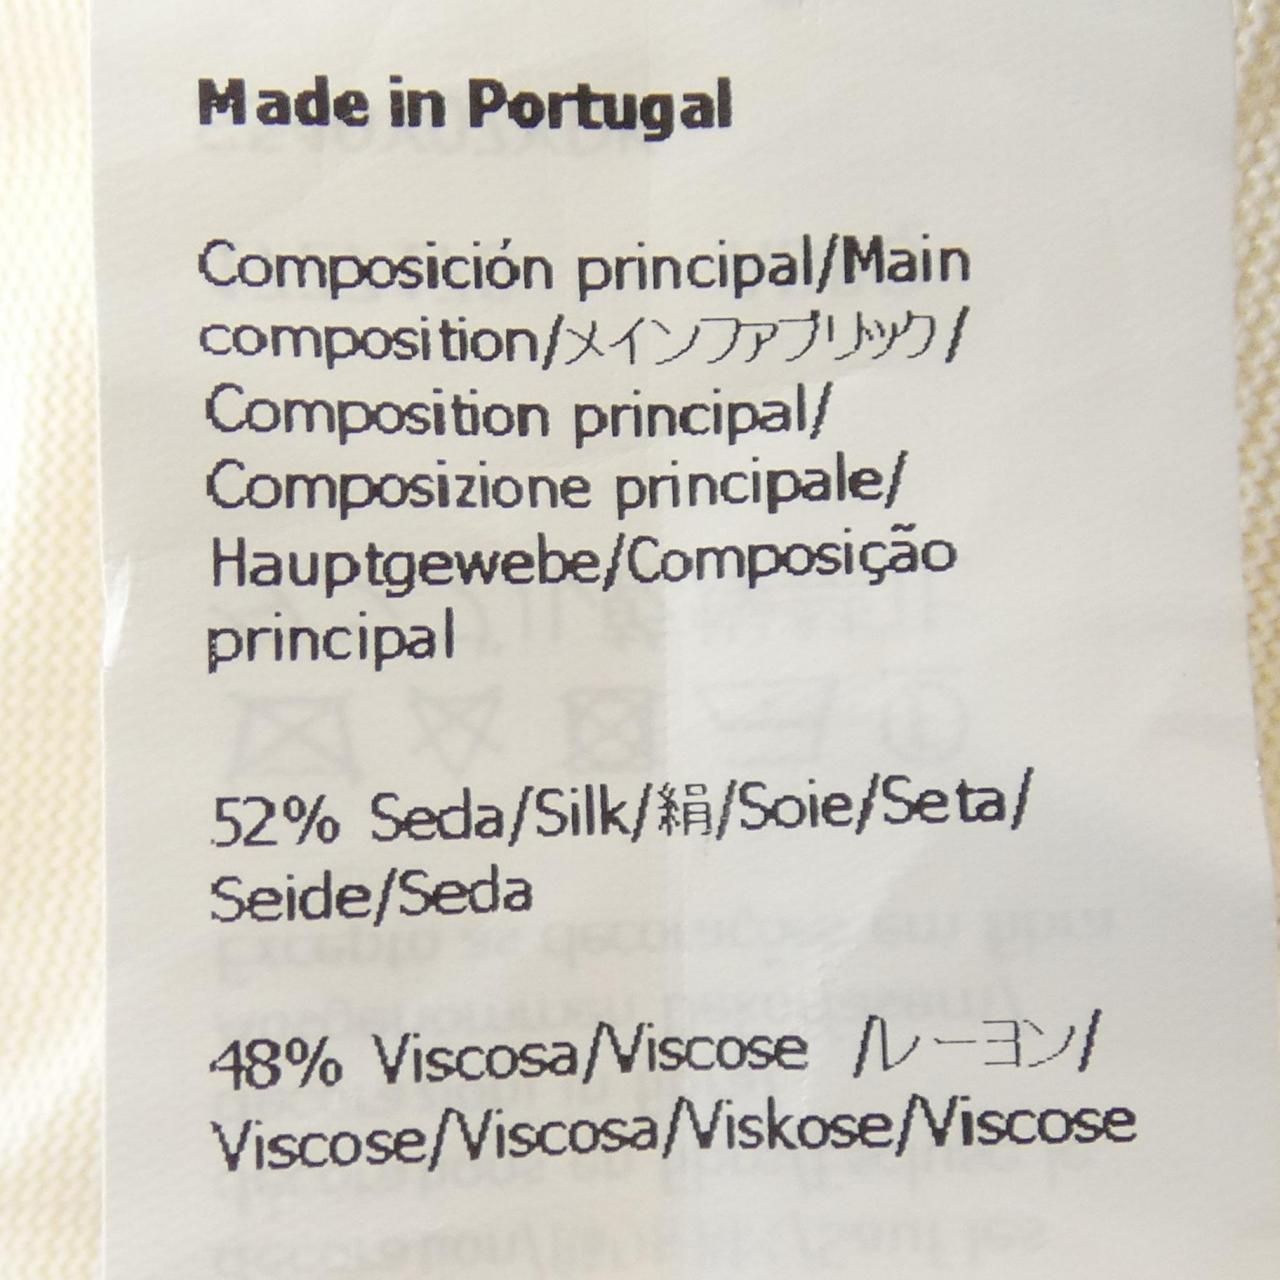 Made in Portugal
Composición principal/Main
composition/メインファブリック/
Composition principal/
Composizione principale/
Hauptgewebe/Composição
principal
52% Seda/Silk/絹/Soie/Seta/
Seide/Seda
48% Viscosa/Viscose /レーヨン/
Viscose/Viscosa/Viskose/Viscose